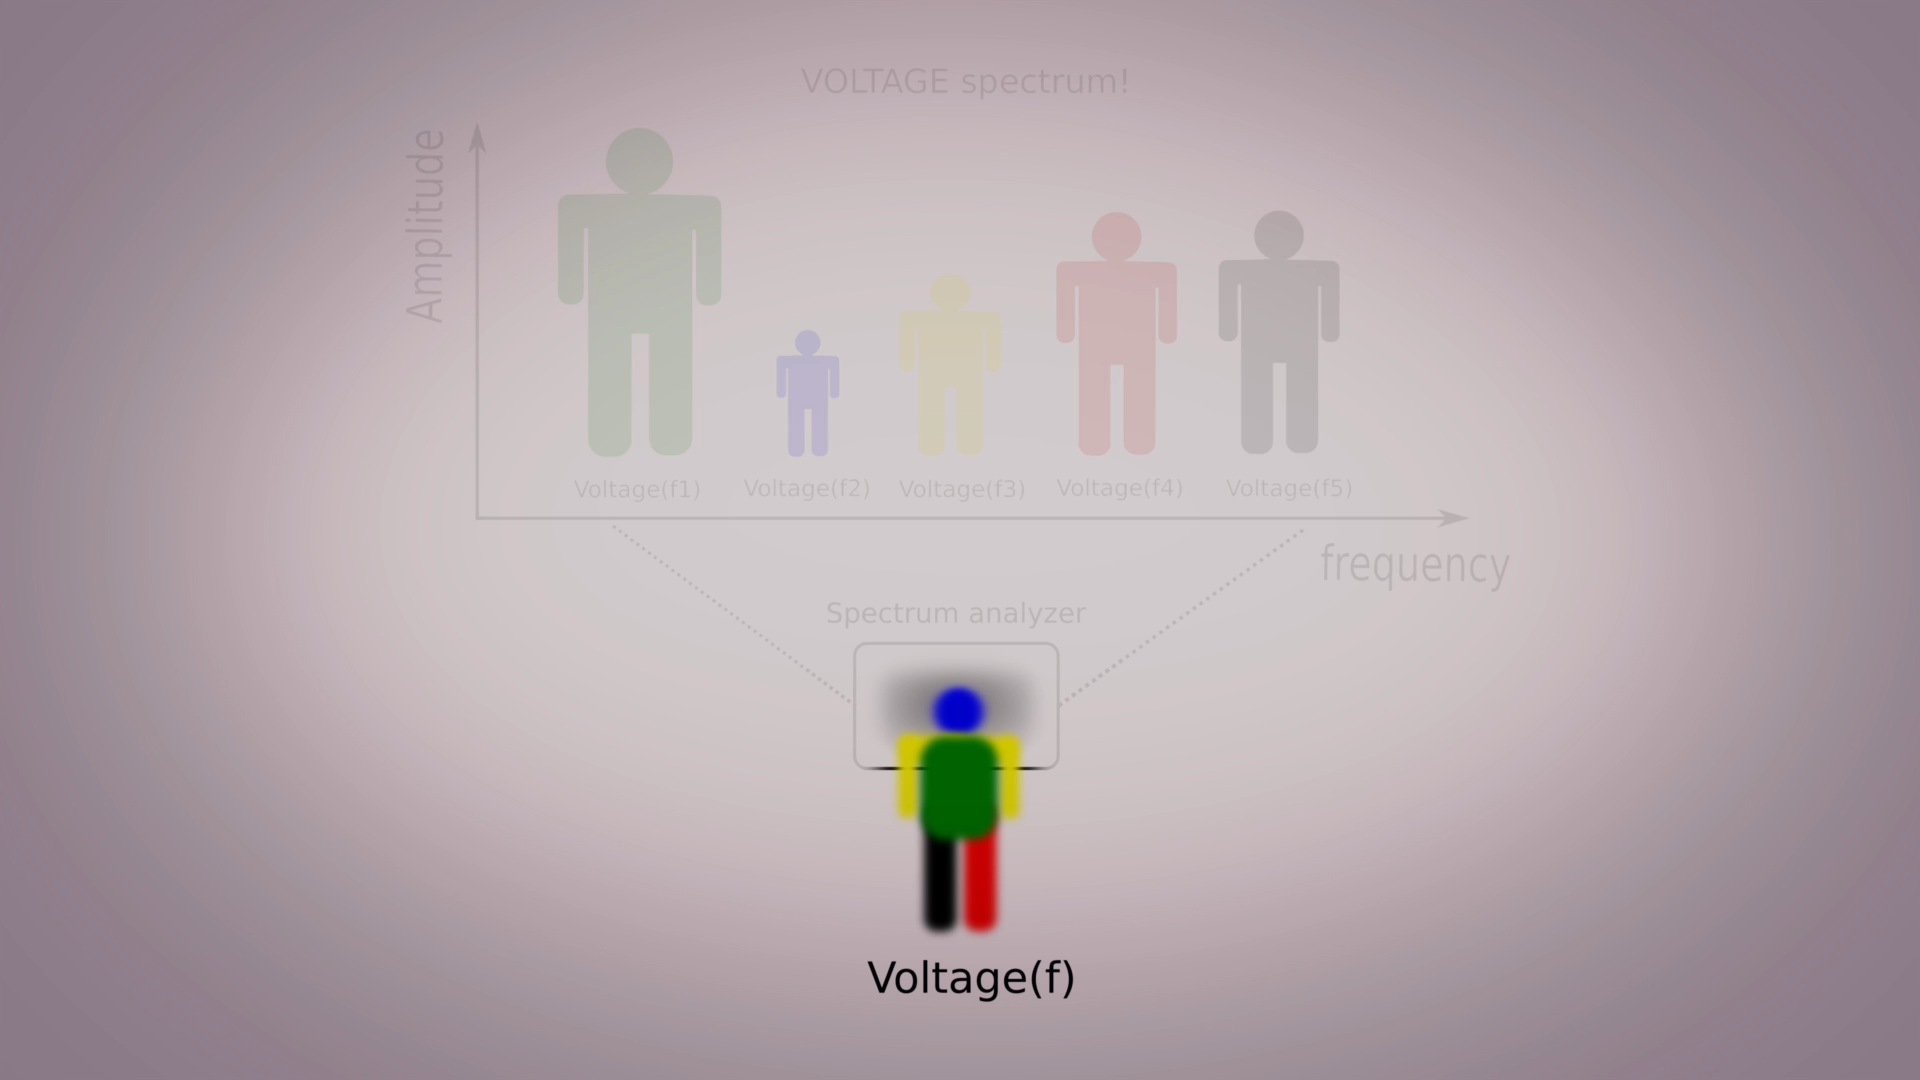 VOLTAGE spectrum!
Amplitude
Voltage(f1) Voltage(f2) Voltage(f3) Voltage(f4) Voltage(f5)
frequency
Spectrum analyzer
Voltage(f)